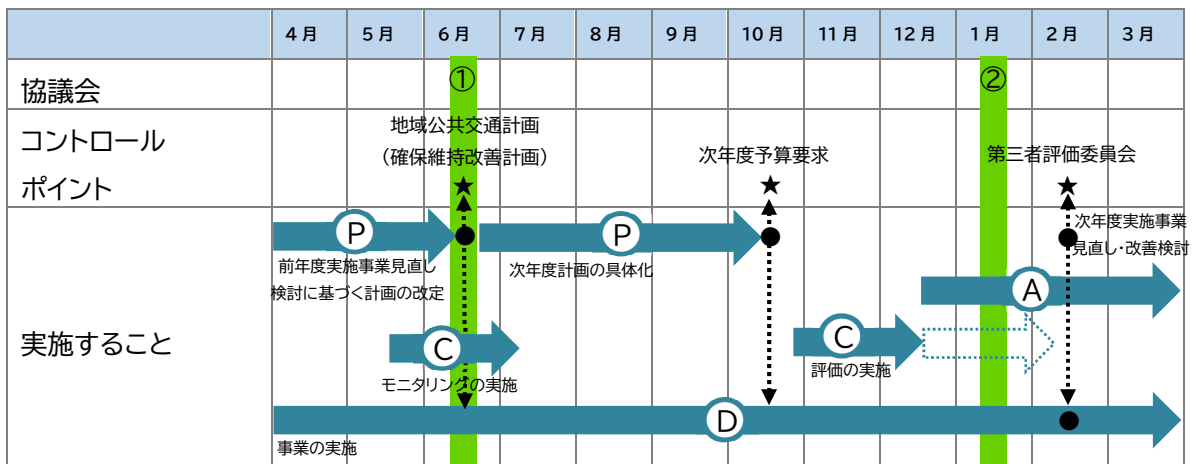 4月 5月 6月 7月 8月 9月 10月 11月 12月 1月 2月 3月
協議会
①
②
コントロール
ポイント
地域公共交通計画
（確保維持改善計画）
★
次年度予算要求
★
第三者評価委員会
★
実施すること
P
前年度実施事業見直し
検討に基づく計画の改定
P
次年度計画の具体化
次年度実施事業
見直し・改善検討
A
C
モニタリングの実施
C
評価の実施
D
事業の実施